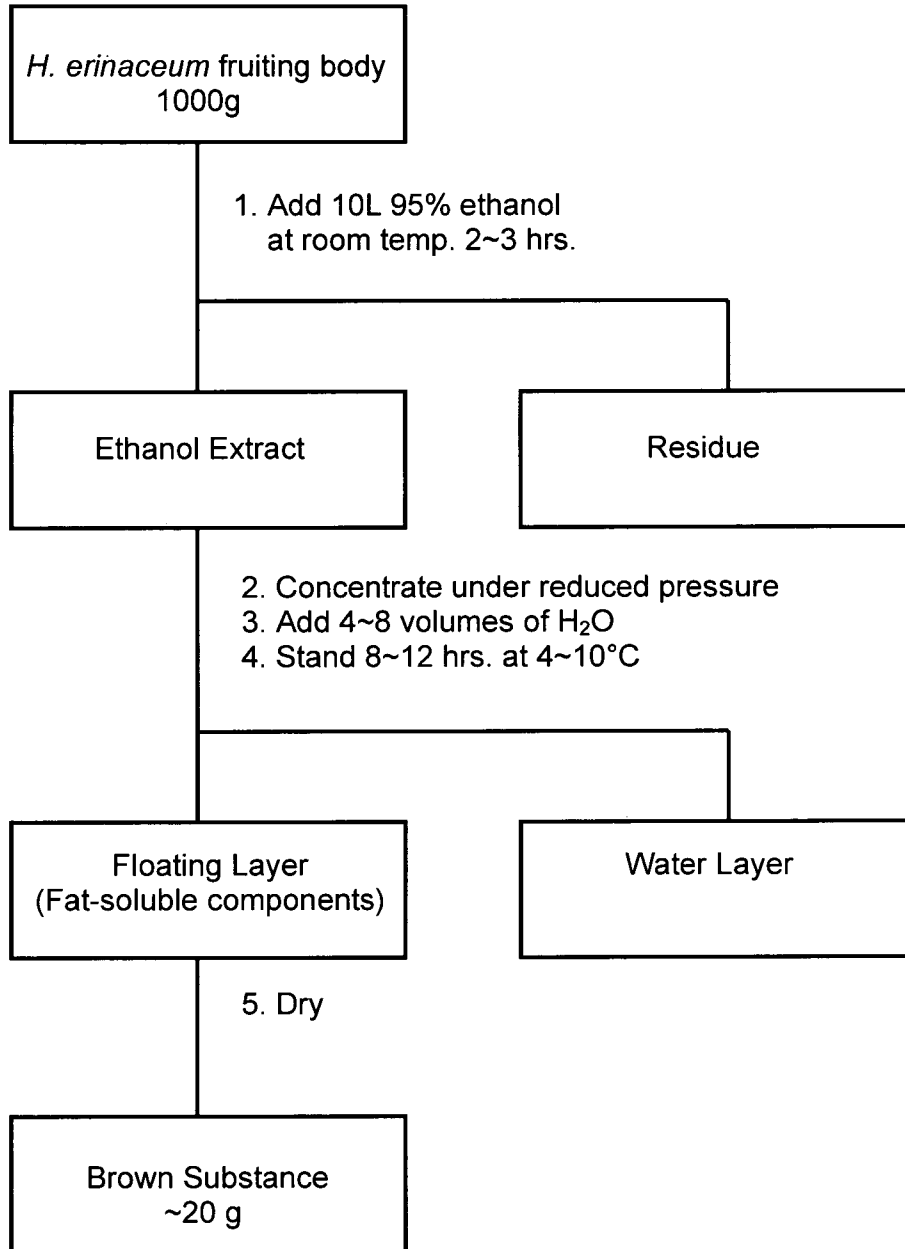 H. erinaceum fruiting body
1000g
1. Add 10L 95% ethanol
at room temp. 2~3 hrs.
Ethanol Extract
Residue
2. Concentrate under reduced pressure
3. Add 4~8 volumes of H₂O
4. Stand 8~12 hrs. at 4~10°C
Floating Layer
(Fat-soluble components)
Water Layer
5. Dry
Brown Substance
~20 g